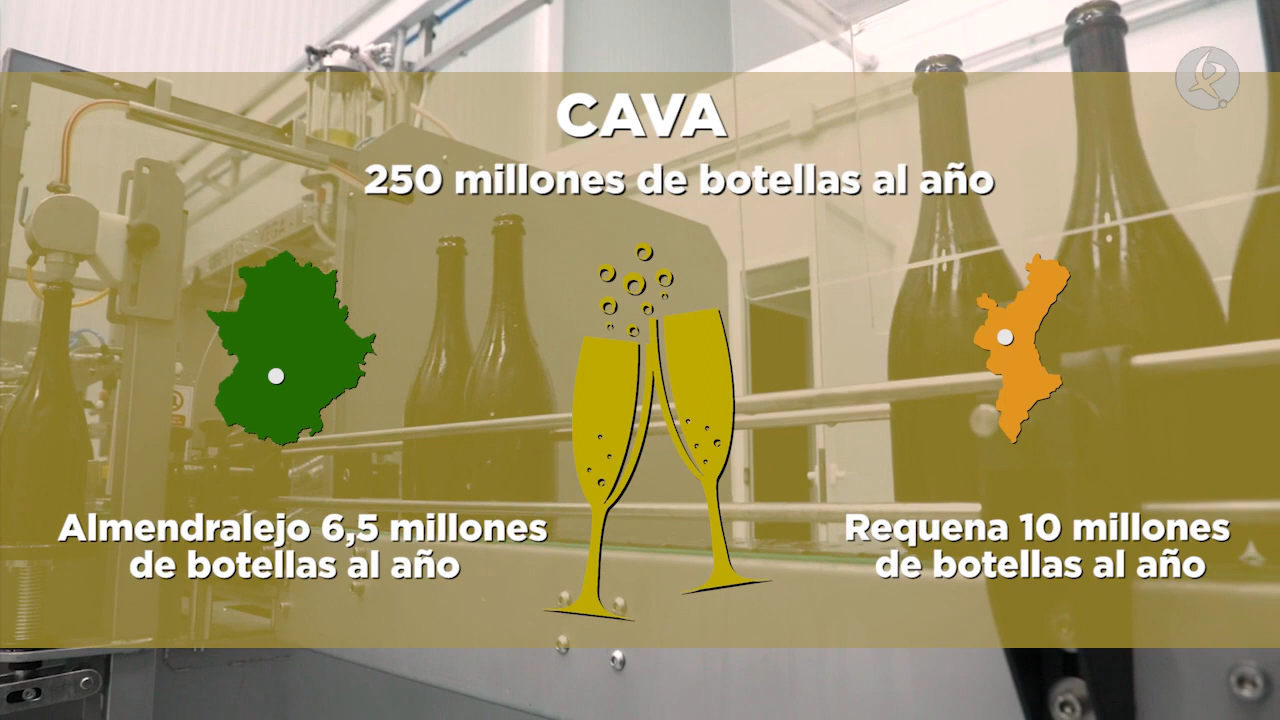 CAVA
250 millones de botellas al año
Almendralejo 6,5 millones
de botellas al año
Requena 10 millones
de botellas al año